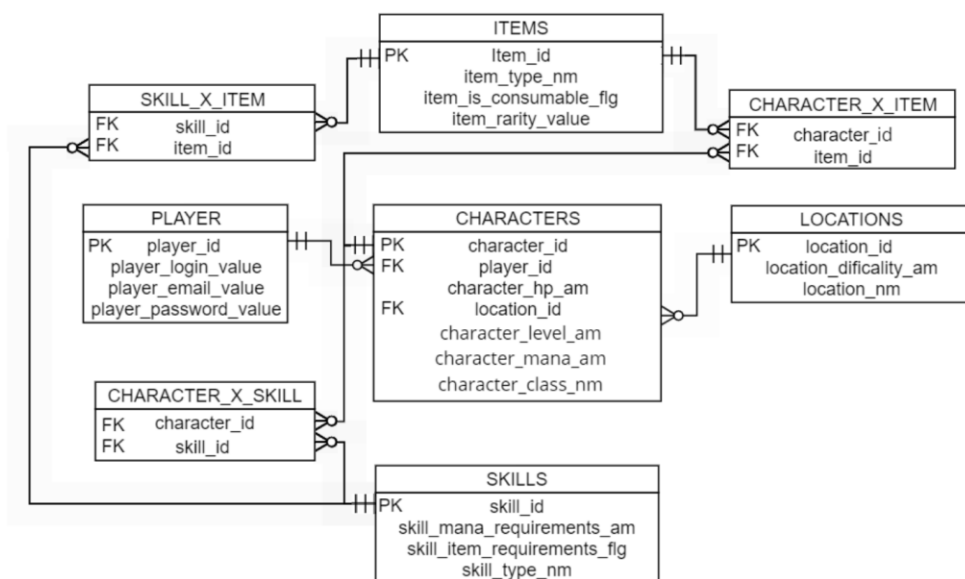 ITEMS
PK Item_id
item_type_nm
item_is_consumable_flg
item_rarity_value
SKILL_X_ITEM
FK skill_id
FK item_id
CHARACTER_X_ITEM
FK character_id
FK item_id
PLAYER
PK player_id
player_login_value
player_email_value
player_password_value
CHARACTERS
PK character_id
FK player_id
character_hp_am
FK location_id
character_level_am
character_mana_am
character_class_nm
LOCATIONS
PK location_id
location_dificality_am
location_nm
CHARACTER_X_SKILL
FK character_id
FK skill_id
SKILLS
PK skill_id
skill_mana_requirements_am
skill_item_requirements_flg
skill_type_nm